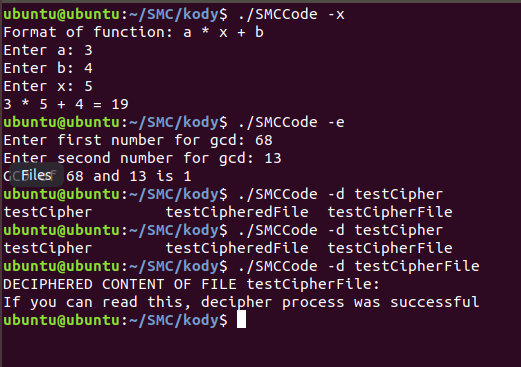 ubuntu@ubuntu:~/SMC/kody$ ./SMCCode -x
Format of function: a * x + b
Enter a: 3
Enter b: 4
Enter x: 5
3 * 5 + 4 = 19
ubuntu@ubuntu:~/SMC/kody$ ./SMCCode -e
Enter first number for gcd: 68
Enter second number for gcd: 13
Files 68 and 13 is 1
ubuntu@ubuntu:~/SMC/kody$ ./SMCCode -d testCipher
testCipher testCipheredFile testcipherFile
ubuntu@ubuntu:~/SMC/kody$ ./SMCCode -d testCipher
testCipher testCipheredFile testcipherFile
ubuntu@ubuntu:~/SMC/kody$ ./SMCCode -d testCipherFile
DECIPHERED CONTENT OF FILE testCipherFile:
If you can read this, decipher process was successful
ubuntu@ubuntu:~/SMC/kody$